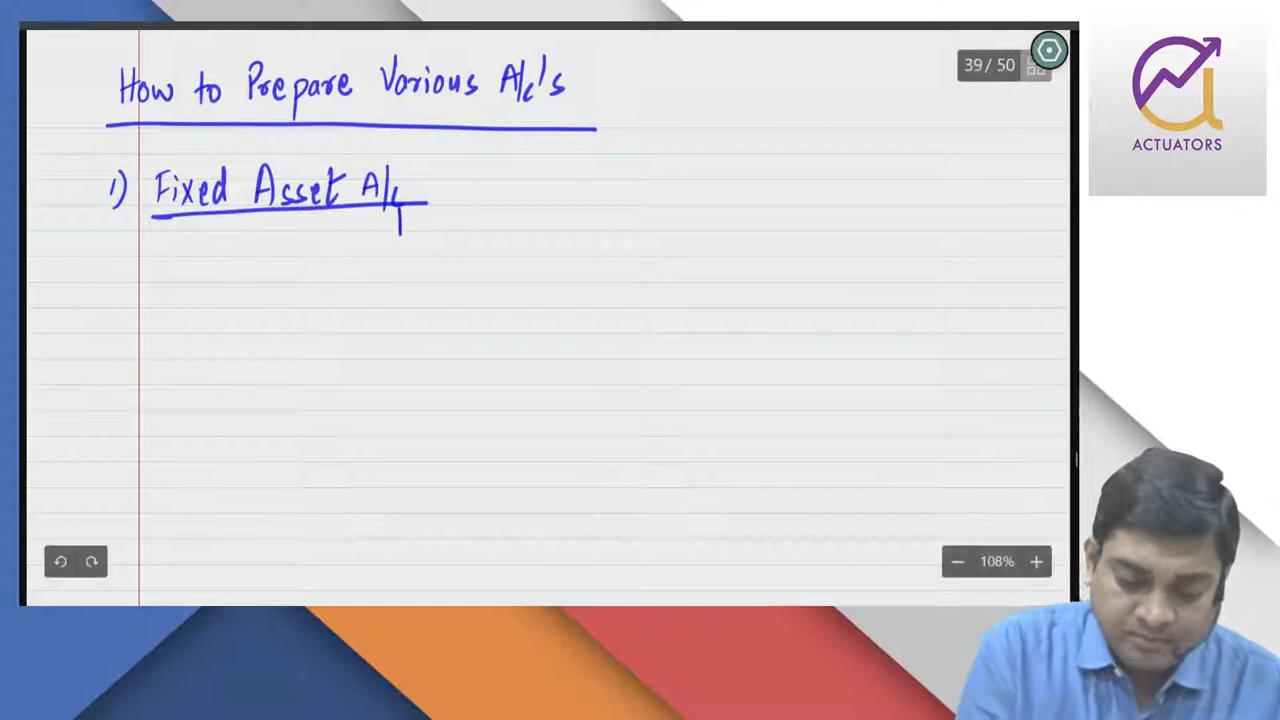 How to Prepare Various A/c's
39 / 50
ACTUATORS
1) Fixed Asset A/c
108%